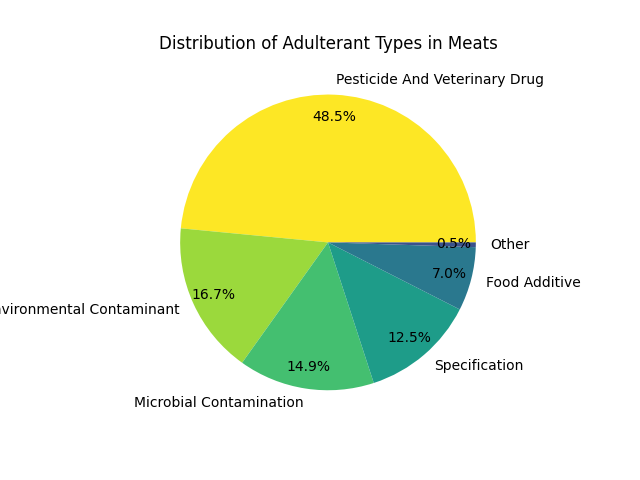 Distribution of Adulterant Types in Meats
Pesticide And Veterinary Drug
48.5%
0.5%
Other
7.0%
Food Additive
16.7%
nvironmental Contaminant
12.5%
Specification
14.9%
Microbial Contamination